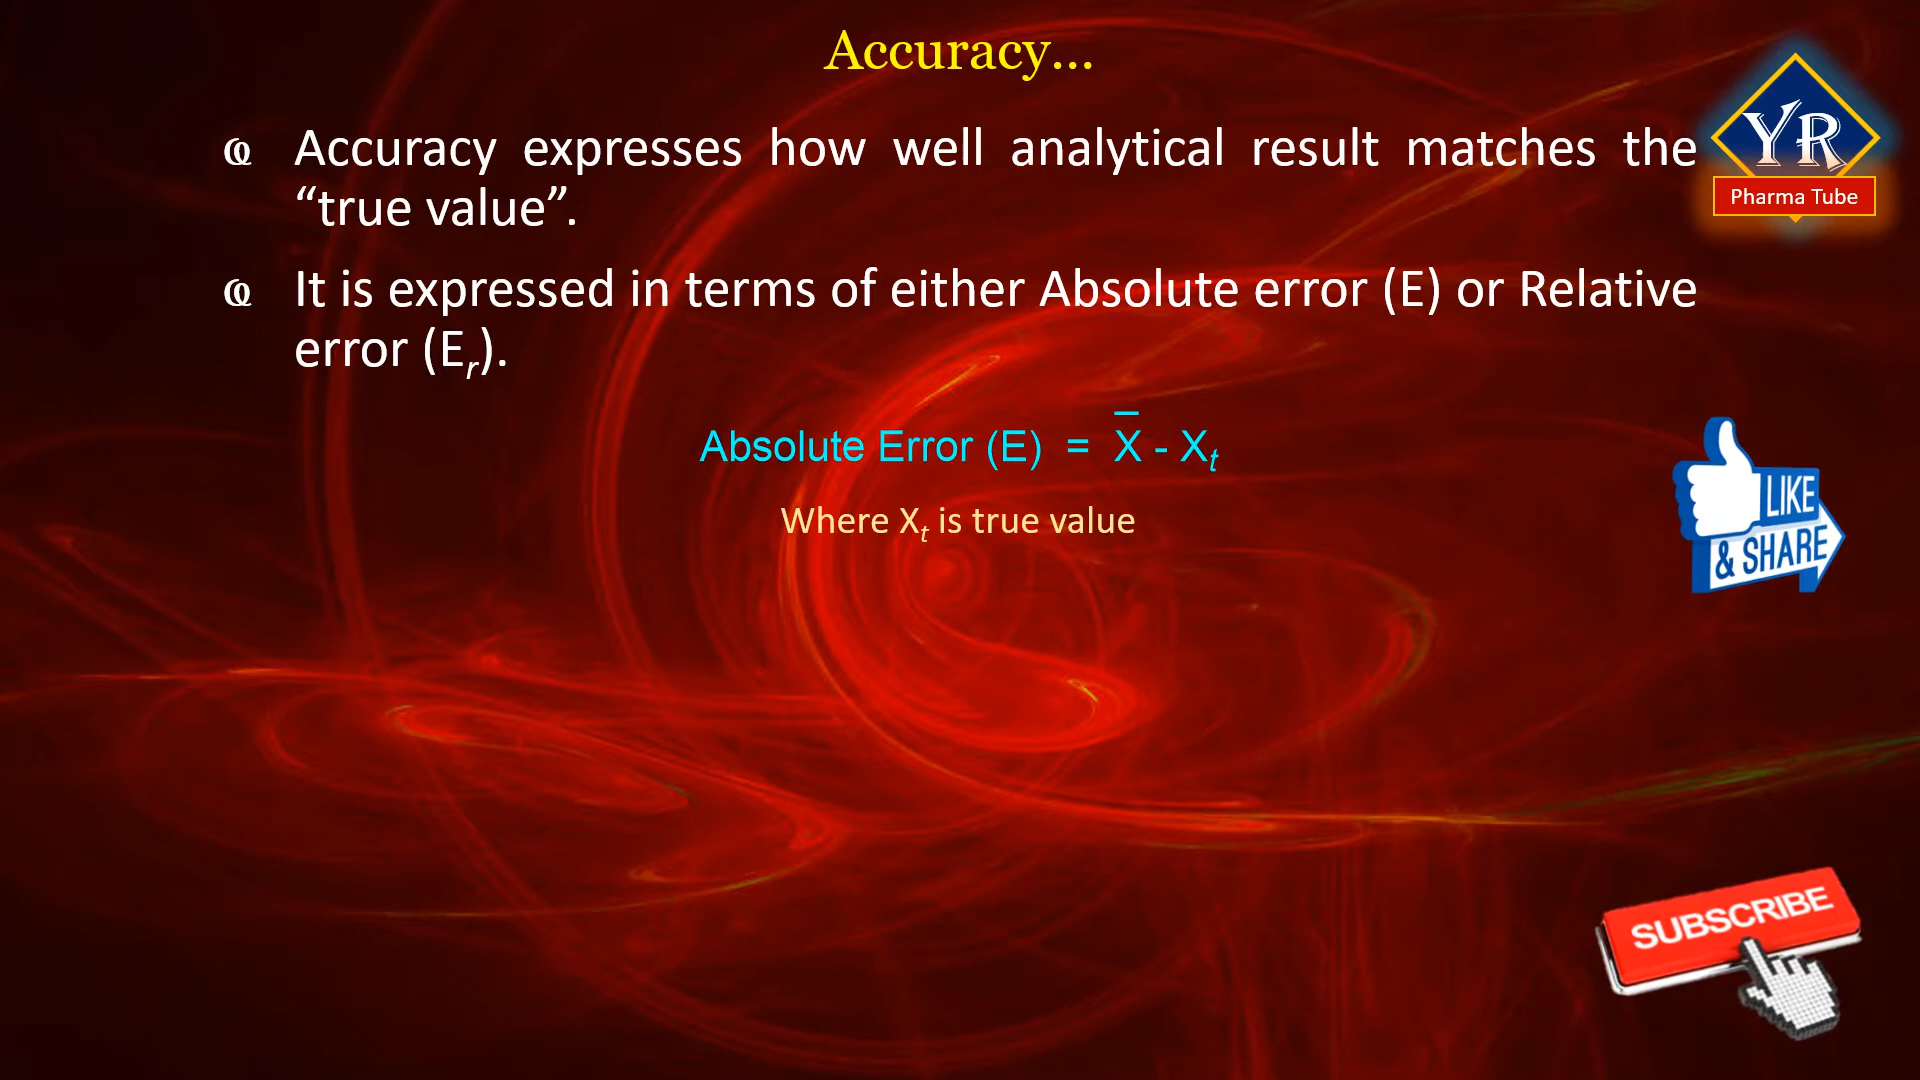 Accuracy...
Accuracy expresses how well analytical result matches the
“true value”.
It is expressed in terms of either Absolute error (E) or Relative
error (Eᵣ).
Absolute Error (E) = X̅ - Xₜ
Where Xₜ is true value
YR
Pharma Tube
LIKE
& SHARE
SUBSCRIBE